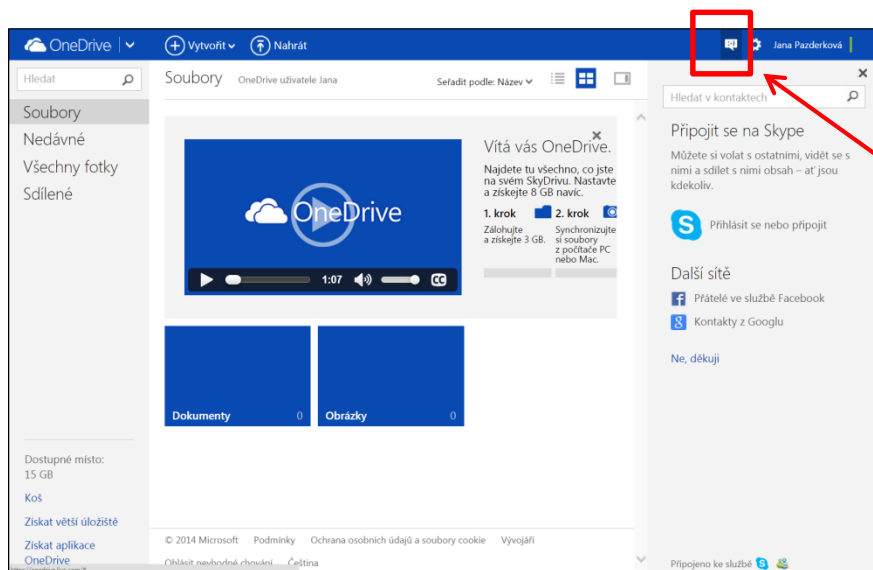 OneDrive
Vytvořit
Nahrát
Jana Pazderková
Hledat
Soubory
Nedávné
Všechny fotky
Sdílené
Dostupné místo:
15 GB
Koš
Získat větší úložiště
Získat aplikace
OneDrive
Soubory OneDrive uživatele Jana
Seřadit podle: Název
OneDrive
1:07
CC
Vítá vás OneDrive.
Najdete tu všechno, co jste
na svém SkyDrivu. Nastavte
a získejte 8 GB navíc.
1. krok
Zálohujte
a získejte 3 GB.
2. krok
Synchronizujte
si soubory
z počítače PC
nebo Mac.
Dokumenty 0
Obrázky 0
© 2014 Microsoft Podmínky Ochrana osobních údajů a soubory cookie Vývojáři
Ohlásit nevhodné chování Čeština
Hledat v kontaktech
Připojit se na Skype
Můžete si volat s ostatními, vidět se s
nimi a sdílet s nimi obsah – ať jsou
kdekoliv.
Přihlásit se nebo připojit
Další sítě
Přátelé ve službě Facebook
Kontakty z Googlu
Ne, děkuji
Připojeno ke službě